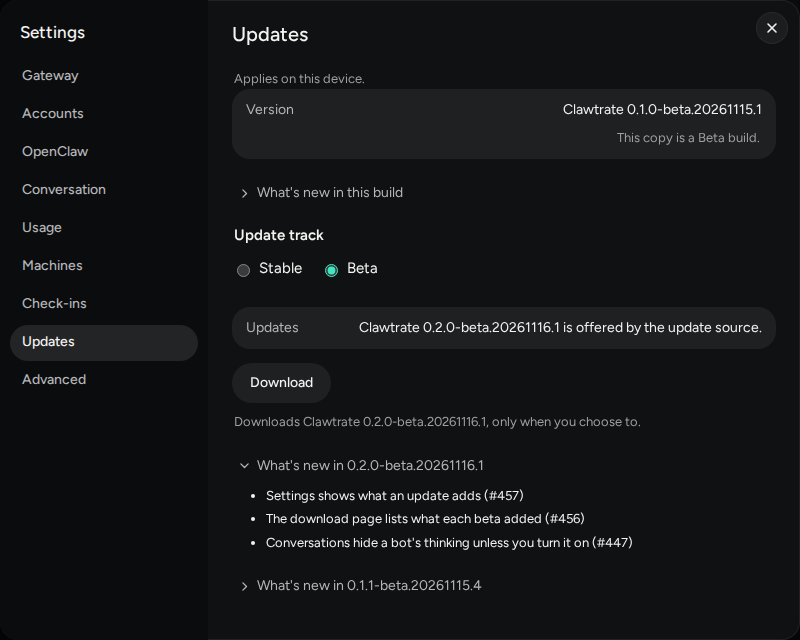 Settings
Gateway
Accounts
OpenClaw
Conversation
Usage
Machines
Check-ins
Updates
Advanced
Updates
Applies on this device.
Version Clawtrate 0.1.0-beta.20261115.1
This copy is a Beta build.
What's new in this build
Update track
Stable Beta
Updates Clawtrate 0.2.0-beta.20261116.1 is offered by the update source.
Download
Downloads Clawtrate 0.2.0-beta.20261116.1, only when you choose to.
What's new in 0.2.0-beta.20261116.1
• Settings shows what an update adds (#457)
• The download page lists what each beta added (#456)
• Conversations hide a bot's thinking unless you turn it on (#447)
What's new in 0.1.1-beta.20261115.4